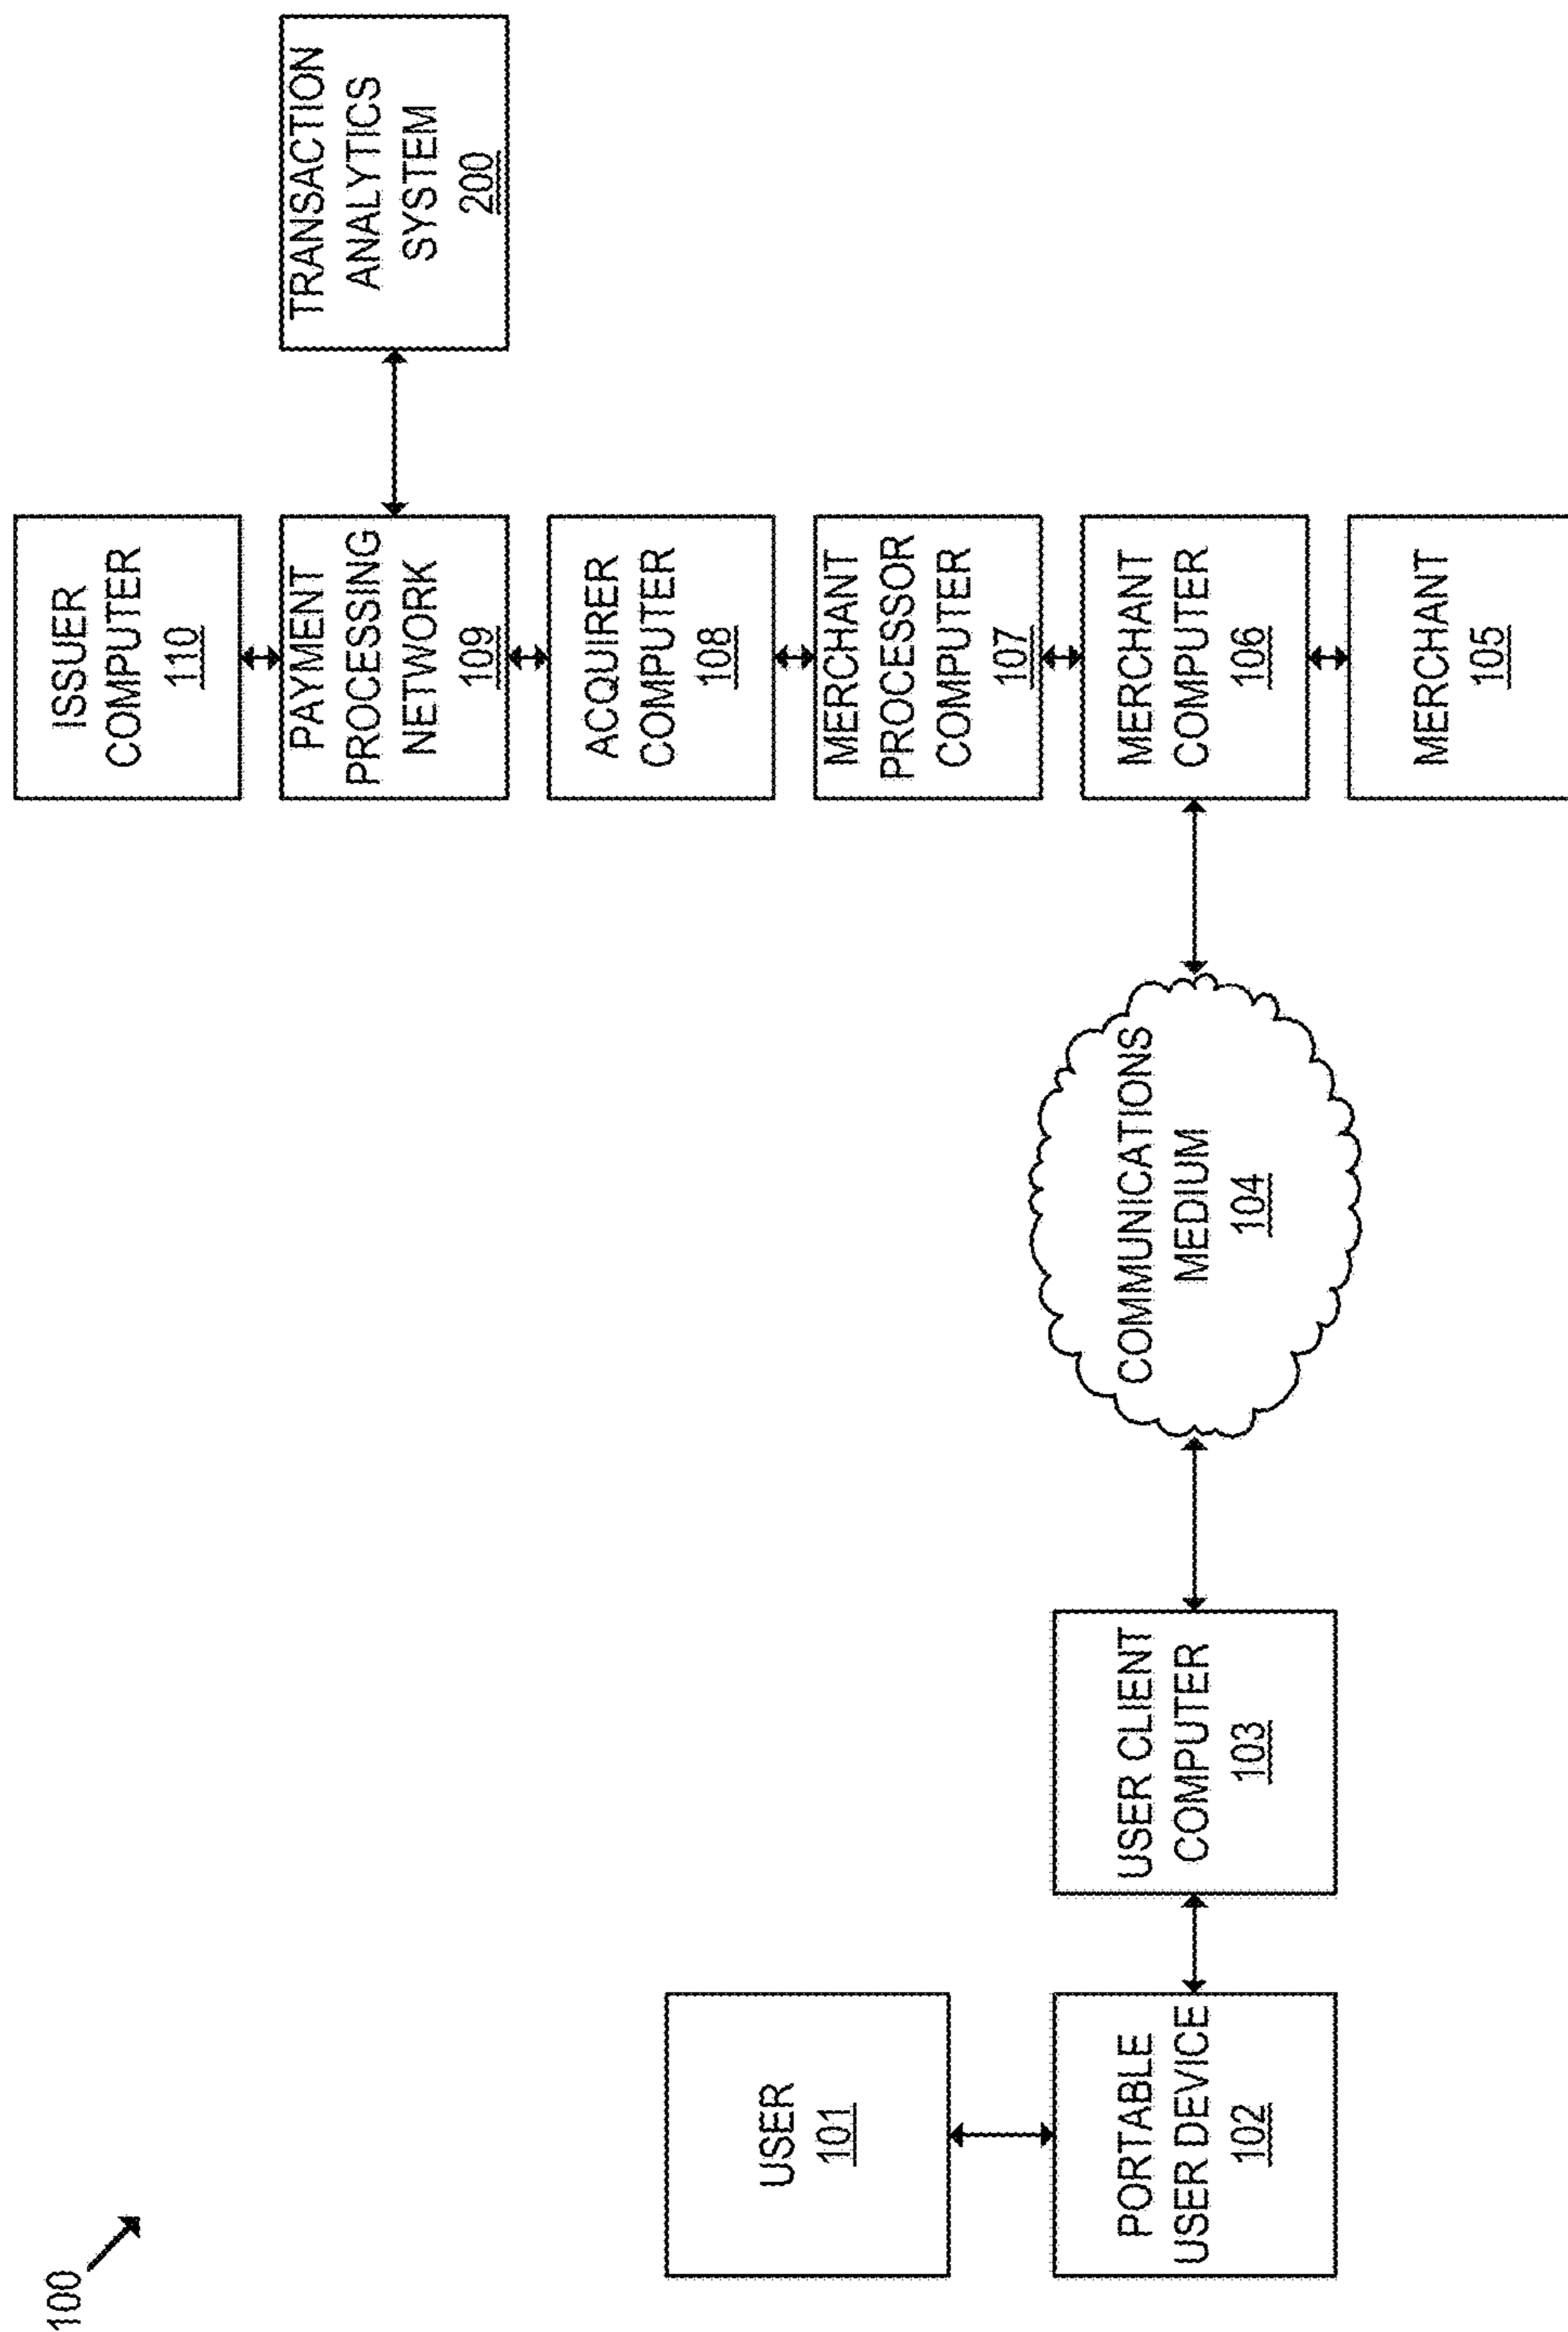 100
USER
101
PORTABLE
USER DEVICE
102
USER CLIENT
COMPUTER
103
COMMUNICATIONS
MEDIUM
104
ISSUER
COMPUTER
110
PAYMENT
PROCESSING
NETWORK
109
ACQUIRER
COMPUTER
108
MERCHANT
PROCESSOR
COMPUTER
107
MERCHANT
COMPUTER
106
MERCHANT
105
TRANSACTION
ANALYTICS
SYSTEM
200